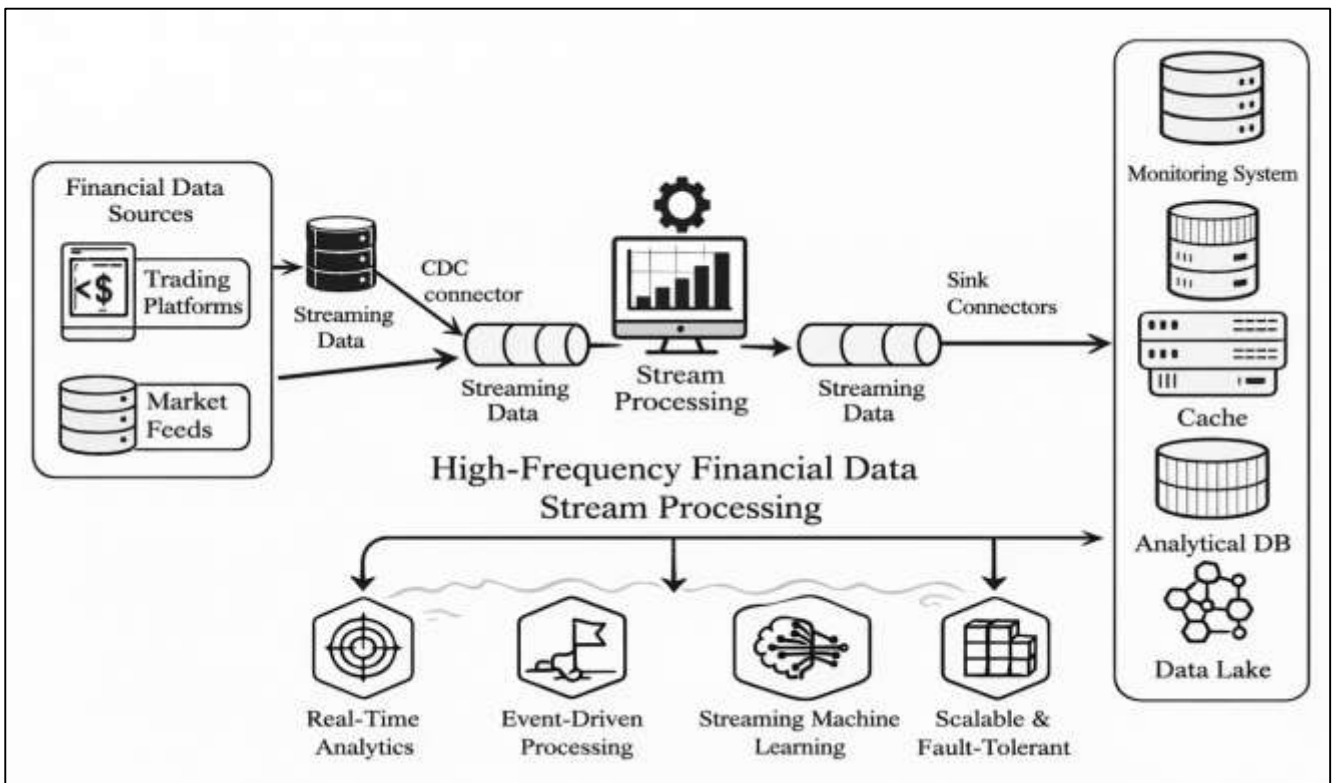 Financial Data
Sources
<$
Trading
Platforms
Market
Feeds
Streaming
Data
CDC
connector
Streaming
Data
Stream
Processing
Streaming
Data
Sink
Connectors
Monitoring System
Cache
Analytical DB
Data Lake
High-Frequency Financial Data
Stream Processing
Real-Time
Analytics
Event-Driven
Processing
Streaming Machine
Learning
Scalable &
Fault-Tolerant